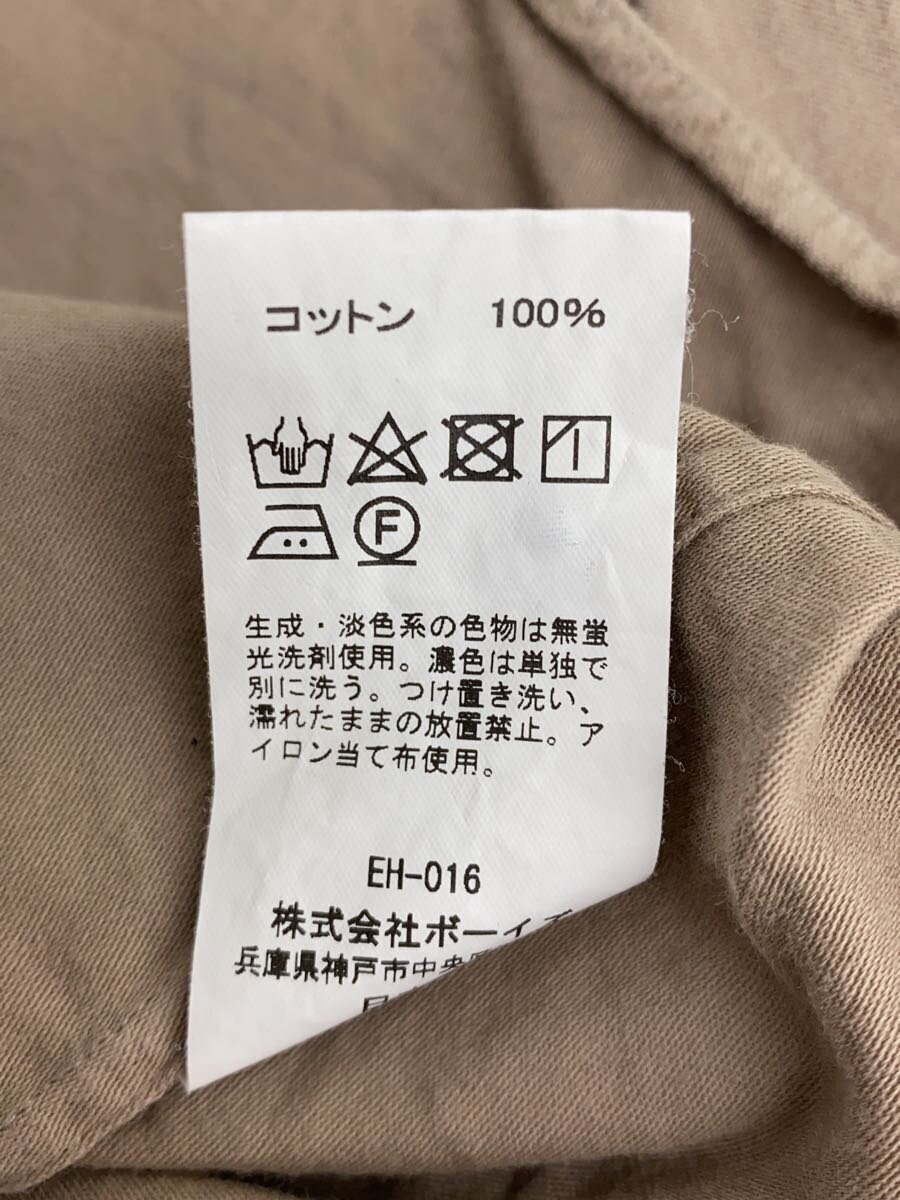 コットン 100%
F
生成・淡色系の色物は無蛍
光洗剤使用。濃色は単独で
別に洗う。つけ置き洗い、
濡れたままの放置禁止。ア
イロン当て布使用。
EH-016
株式会社ボーイズ
兵庫県神戸市中央